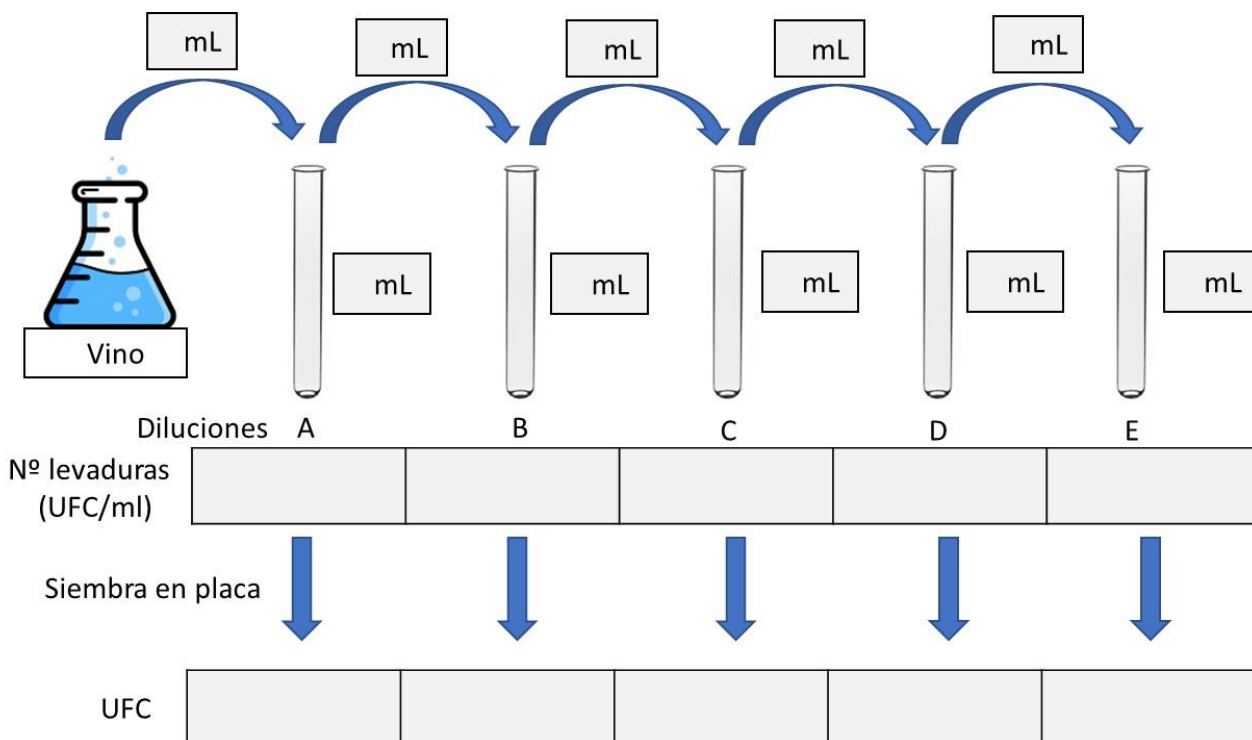 mL
mL
mL
mL
mL
mL
mL
mL
mL
mL
Vino
Diluciones A B C D E
Nº levaduras
(UFC/ml)
Siembra en placa
UFC